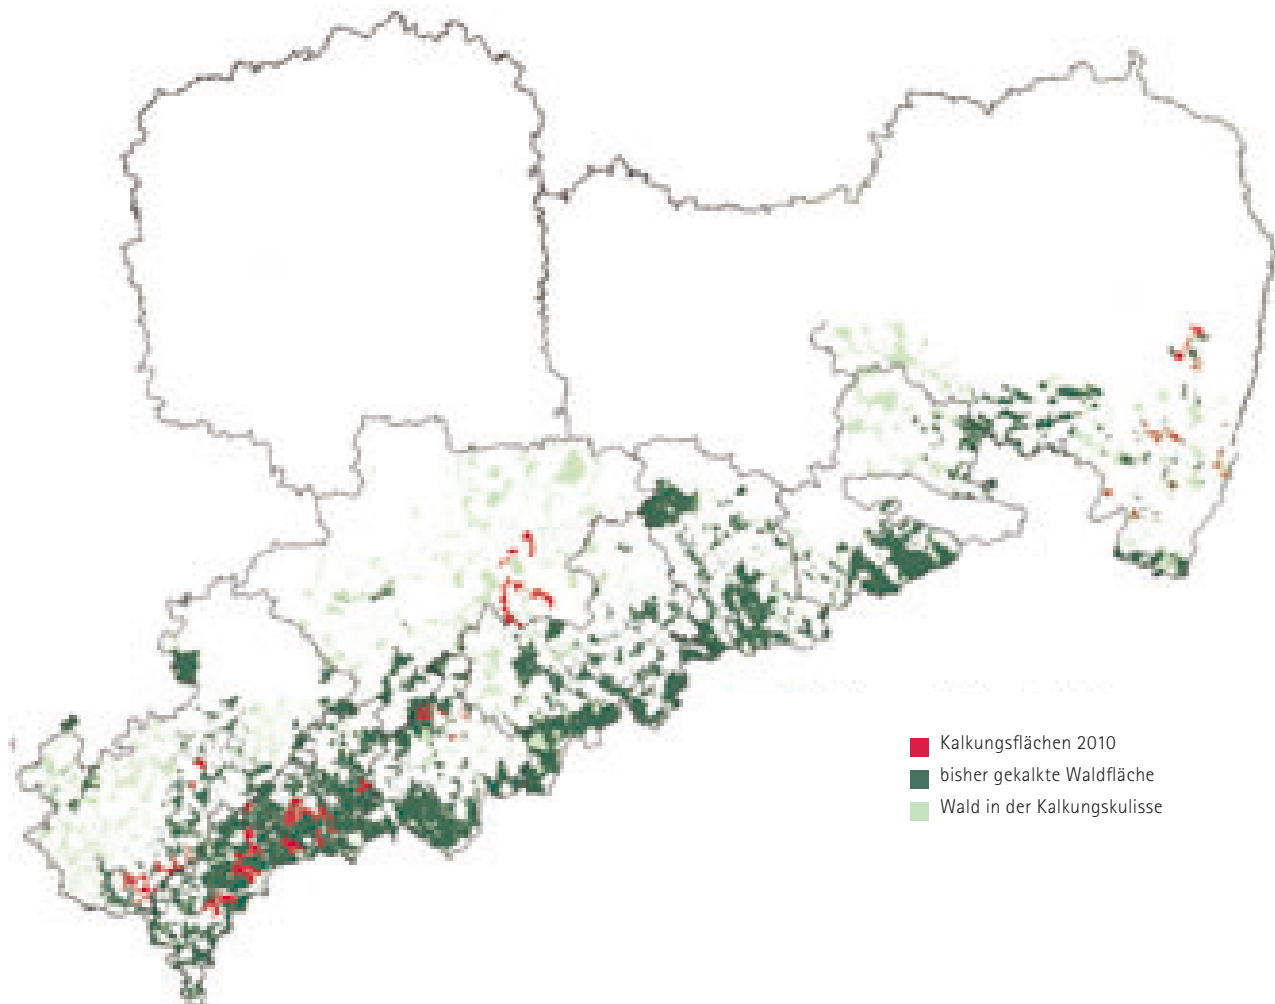 Kalkungsflächen 2010
bisher gekalkte Waldfläche
Wald in der Kalkungskulisse